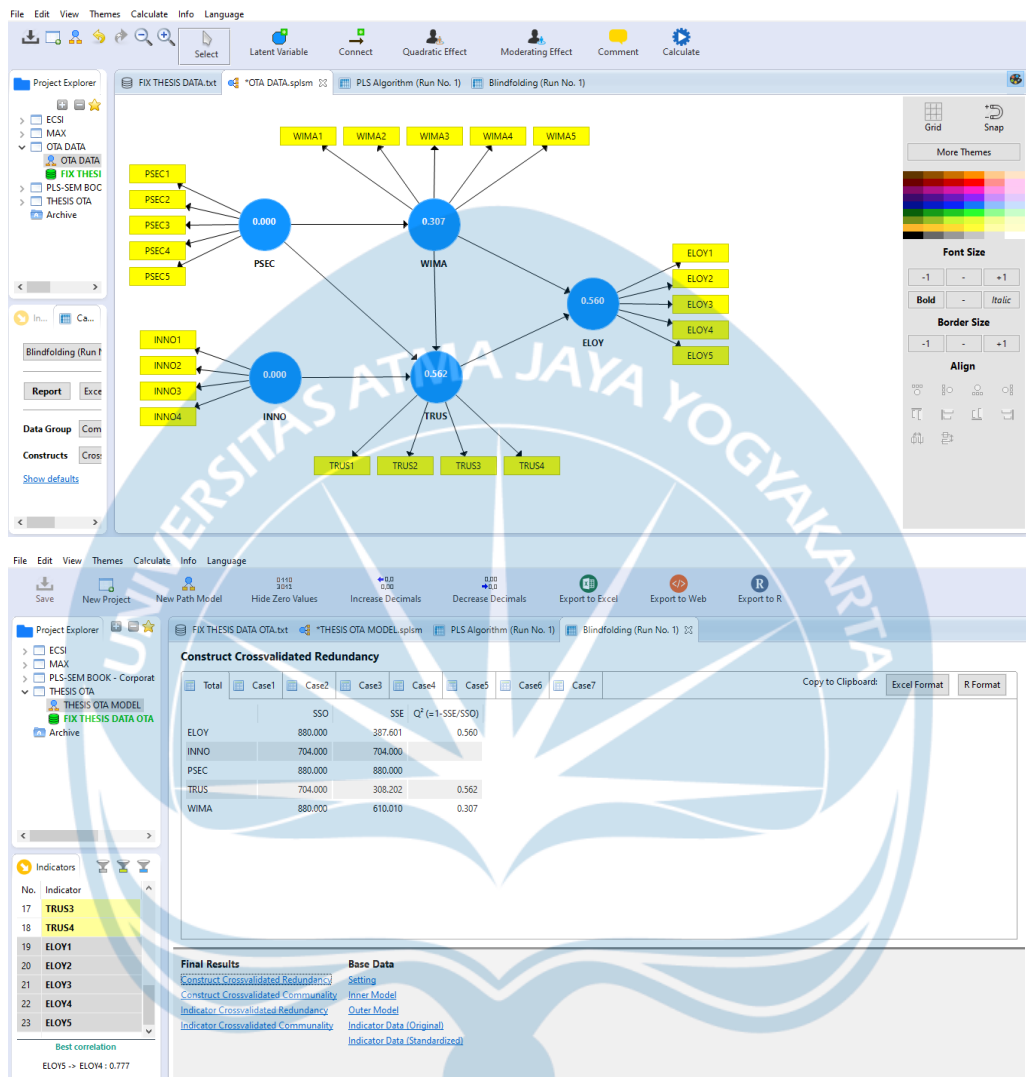 File Edit View Themes Calculate Info Language
Select Latent Variable Connect Quadratic Effect Moderating Effect Comment Calculate
Project Explorer
ECSI
MAX
OTA DATA
OTA DATA
FIX THESI
PLS-SEM BOC
THESIS OTA
Archive
FIX THESIS DATA.txt *OTA DATA.splsm PLS Algorithm (Run No. 1) Blindfolding (Run No. 1)
WIMA1 WIMA2 WIMA3 WIMA4 WIMA5
PSEC1
PSEC2
PSEC3
PSEC4
PSEC5
0.000
PSEC
0.307
WIMA
ELOY1
ELOY2
ELOY3
ELOY4
ELOY5
0.560
ELOY
INNO1
INNO2
INNO3
INNO4
0.000
INNO
0.562
TRUS
TRUS1 TRUS2 TRUS3 TRUS4
Grid Snap
More Themes
Font Size
-1 - +1
Bold - Italic
Border Size
-1 - +1
Align
In... Ca...
Blindfolding (Run N
Report Exce
Data Group Com
Constructs Cros
Show defaults
UNIVERSITAS ATMA JAYA YOGYAKARTA
File Edit View Themes Calculate Info Language
Save New Project New Path Model Hide Zero Values Increase Decimals Decrease Decimals Export to Excel Export to Web Export to R
Project Explorer
ECSI
MAX
PLS-SEM BOOK - Corporat
THESIS OTA
THESIS OTA MODEL
FIX THESIS DATA OTA
Archive
FIX THESIS DATA OTA.txt *THESIS OTA MODEL.splsm PLS Algorithm (Run No. 1) Blindfolding (Run No. 1)
Construct Crossvalidated Redundancy
Total Case1 Case2 Case3 Case4 Case5 Case6 Case7 Copy to Clipboard: Excel Format R Format
SSO SSE Q² (=1-SSE/SSO)
ELOY 880.000 387.601 0.560
INNO 704.000 704.000
PSEC 880.000 880.000
TRUS 704.000 308.202 0.562
WIMA 880.000 610.010 0.307
Indicators
No. Indicator
17 TRUS3
18 TRUS4
19 ELOY1
20 ELOY2
21 ELOY3
22 ELOY4
23 ELOY5
Best correlation
ELOY5 -> ELOY4 : 0.777
Final Results Base Data
Construct Crossvalidated Redundancy Setting
Construct Crossvalidated Communality Inner Model
Indicator Crossvalidated Redundancy Outer Model
Indicator Crossvalidated Communality Indicator Data (Original)
Indicator Data (Standardized)